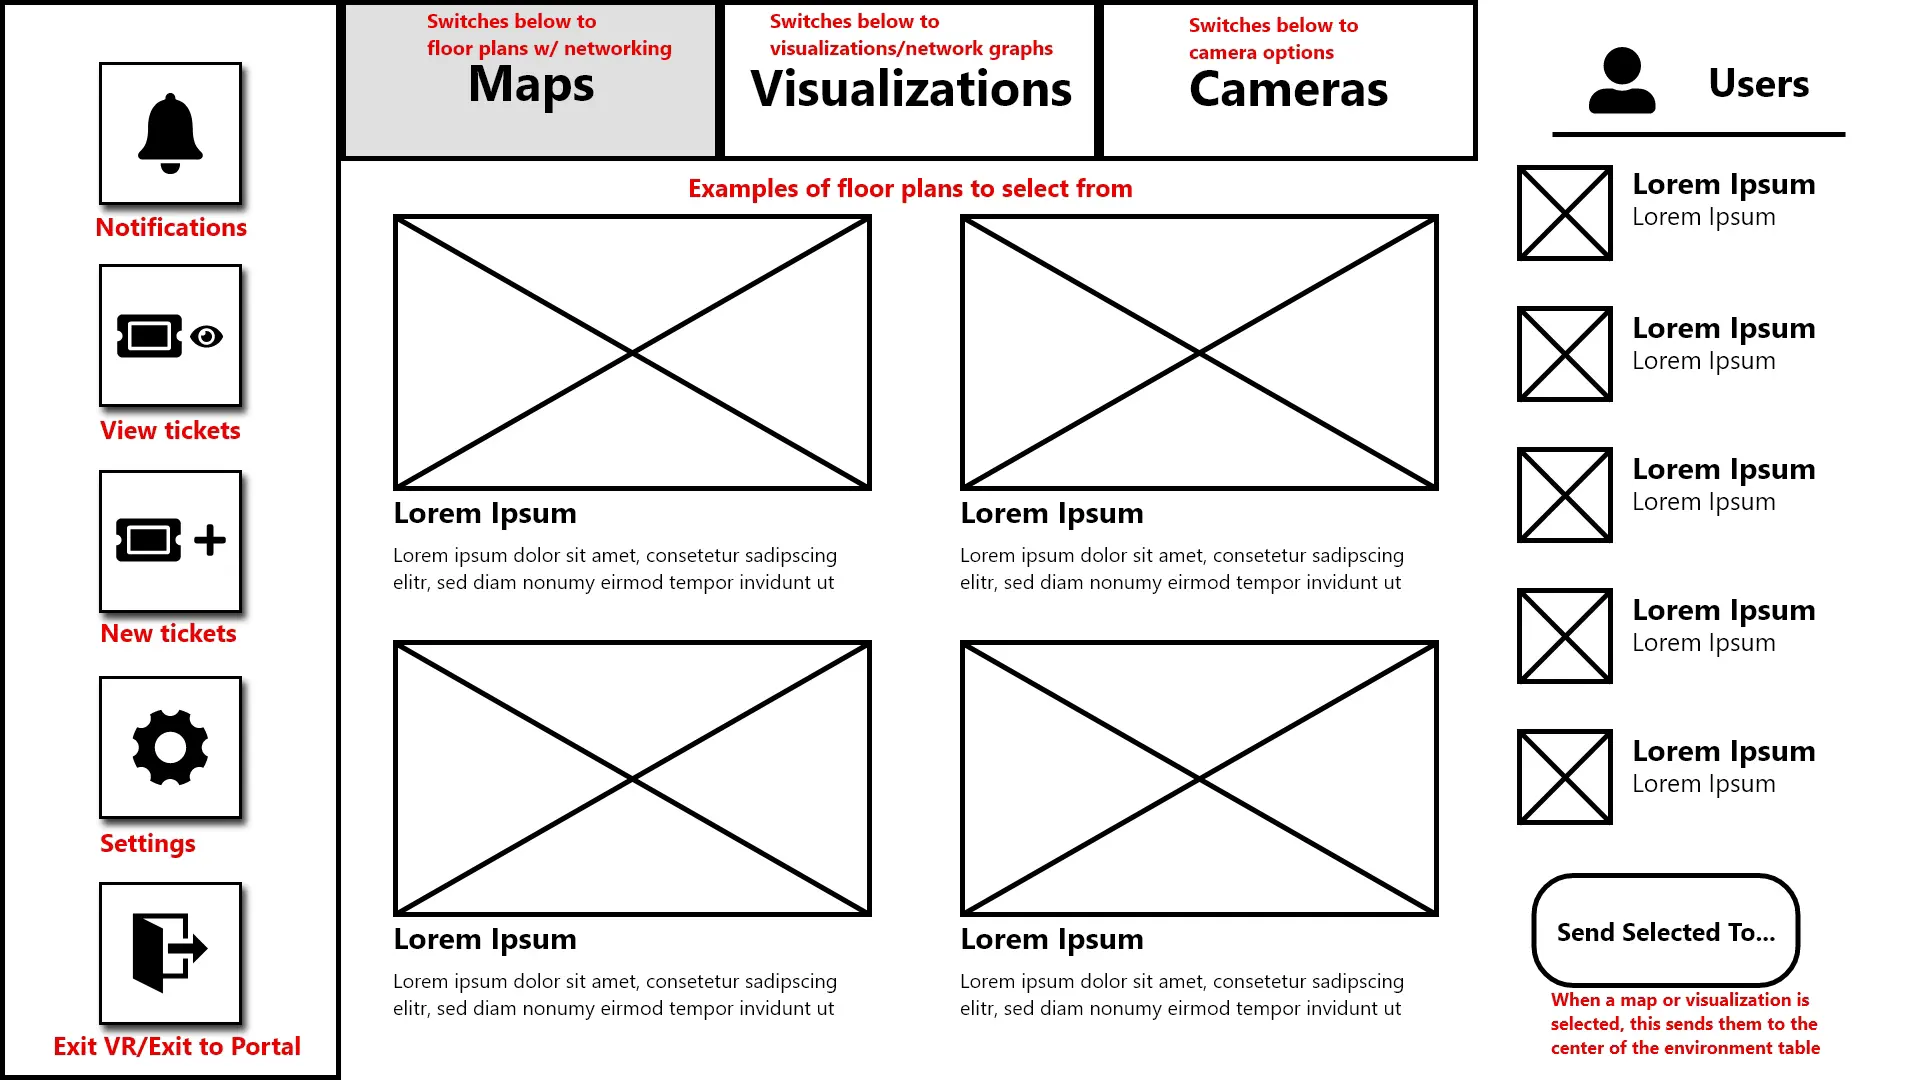 Notifications
View tickets
New tickets
Settings
Exit VR/Exit to Portal
Switches below to
floor plans w/ networking
Maps
Switches below to
visualizations/network graphs
Visualizations
Switches below to
camera options
Cameras
Examples of floor plans to select from
Lorem Ipsum
Lorem ipsum dolor sit amet, consetetur sadipscing
elitr, sed diam nonumy eirmod tempor invidunt ut
Lorem Ipsum
Lorem ipsum dolor sit amet, consetetur sadipscing
elitr, sed diam nonumy eirmod tempor invidunt ut
Lorem Ipsum
Lorem ipsum dolor sit amet, consetetur sadipscing
elitr, sed diam nonumy eirmod tempor invidunt ut
Lorem Ipsum
Lorem ipsum dolor sit amet, consetetur sadipscing
elitr, sed diam nonumy eirmod tempor invidunt ut
Users
Lorem Ipsum
Lorem Ipsum
Lorem Ipsum
Lorem Ipsum
Lorem Ipsum
Lorem Ipsum
Lorem Ipsum
Lorem Ipsum
Lorem Ipsum
Lorem Ipsum
Send Selected To...
When a map or visualization is
selected, this sends them to the
center of the environment table